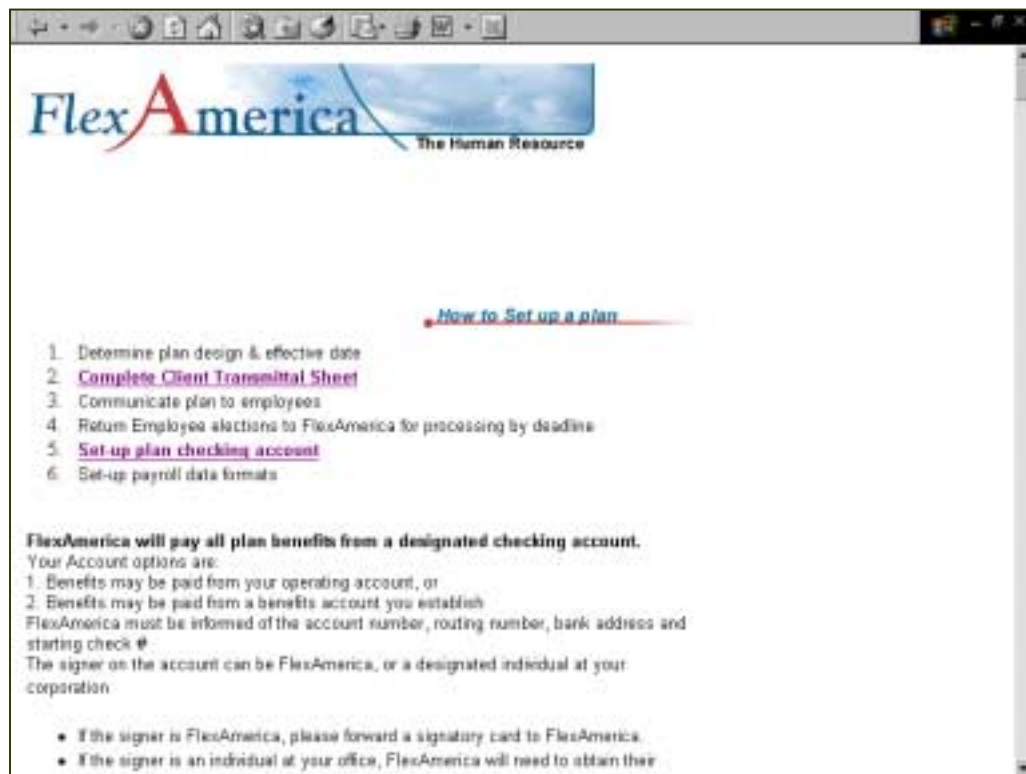 FlexAmerica
The Human Resource
How to Set up a plan
1. Determine plan design & effective date
2. Complete Client Transmittal Sheet
3. Communicate plan to employees
4. Return Employee elections to FlexAmerica for processing by deadline
5. Set-up plan checking account
6. Set-up payroll data formats
FlexAmerica will pay all plan benefits from a designated checking account.
Your Account options are:
1. Benefits may be paid from your operating account, or
2. Benefits may be paid from a benefits account you establish
FlexAmerica must be informed of the account number, routing number, bank address and
starting check #
The signer on the account can be FlexAmerica, or a designated individual at your
corporation
• If the signer is FlexAmerica, please forward a signatory card to FlexAmerica.
• If the signer is an individual at your office, FlexAmerica will need to obtain their